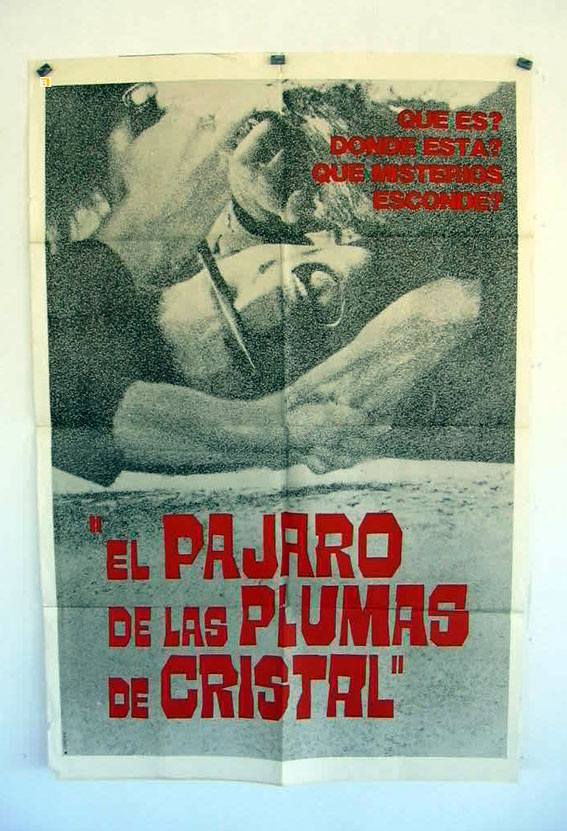 QUE ES?
DONDE ESTA?
QUE MISTERIOS
ESCONDE?
"EL PAJARO
DE LAS PLUMAS
DE CRISTAL"